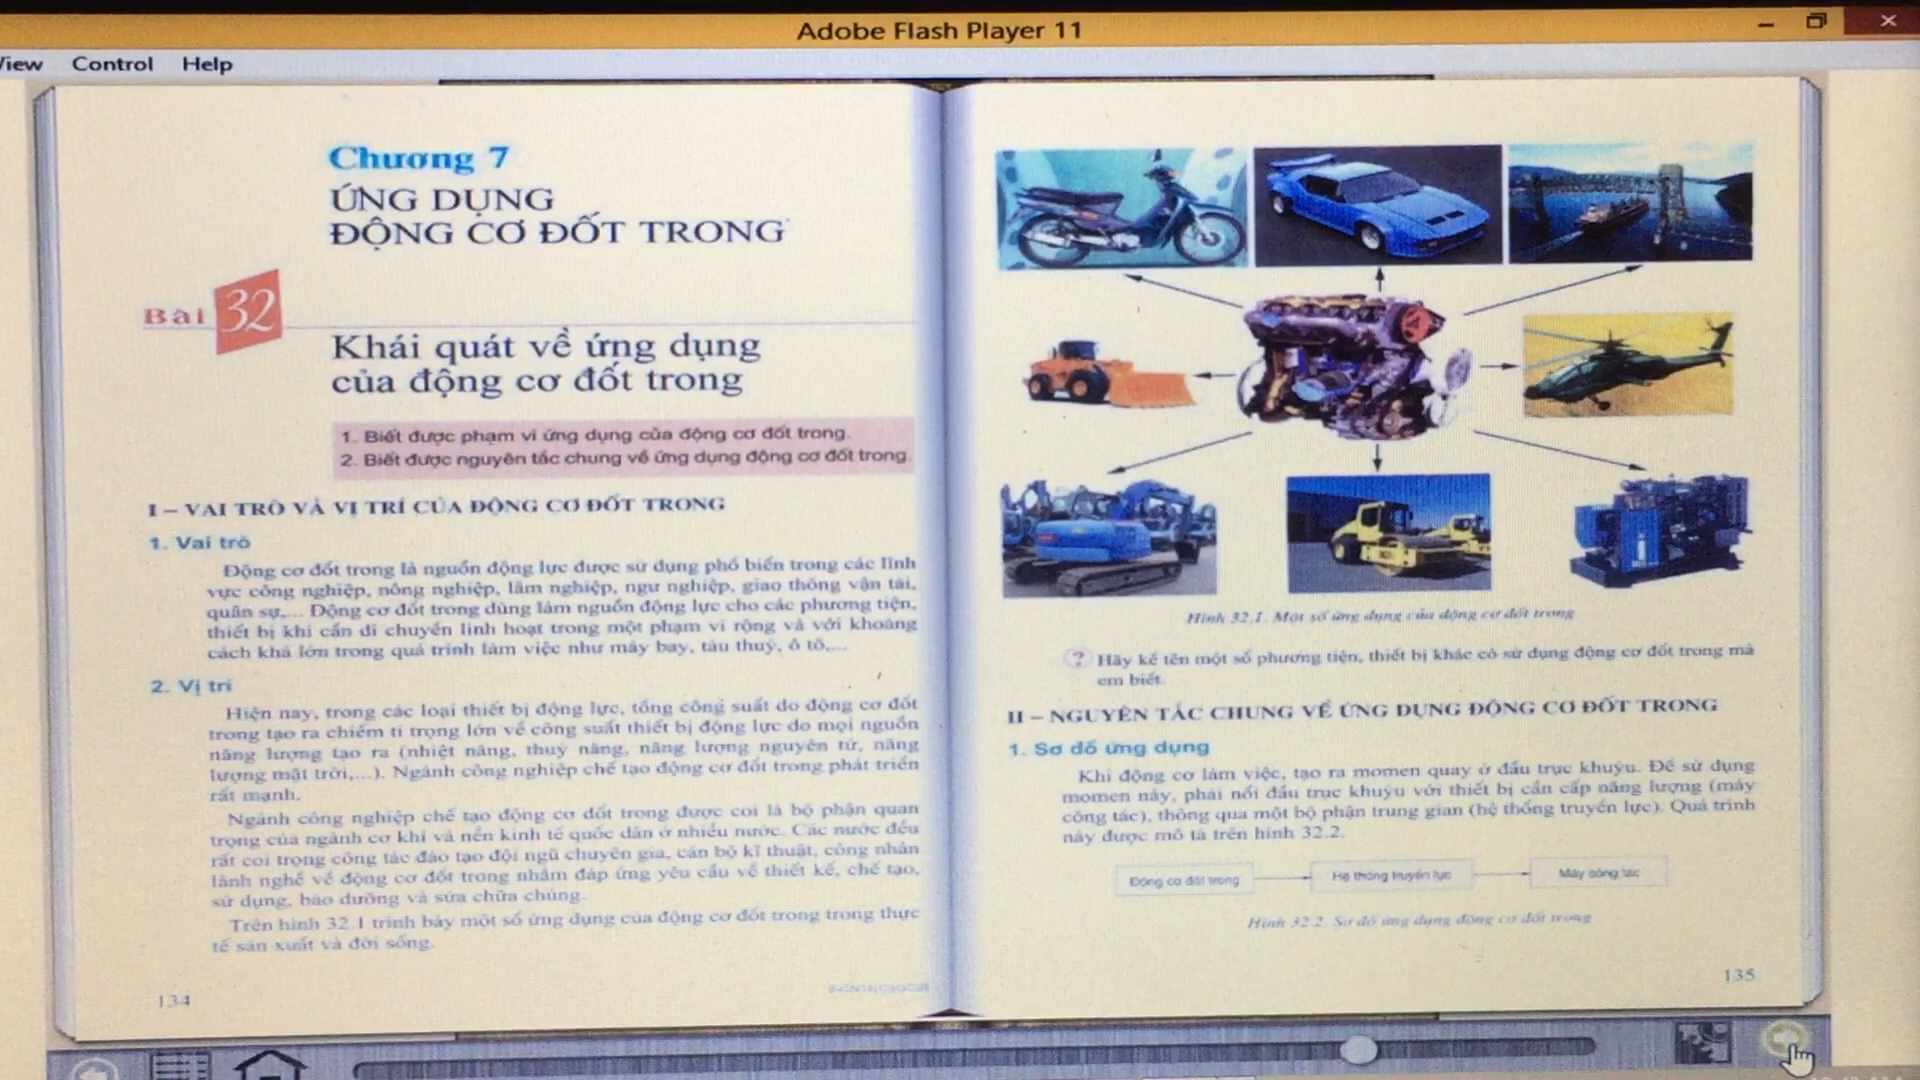 Adobe Flash Player 11
View Control Help
Chương 7
ỨNG DỤNG
ĐỘNG CƠ ĐỐT TRONG
Bài 32
Khái quát về ứng dụng
của động cơ đốt trong
1. Biết được phạm vi ứng dụng của động cơ đốt trong.
2. Biết được nguyên tắc chung về ứng dụng động cơ đốt trong.
I – VAI TRÒ VÀ VỊ TRÍ CỦA ĐỘNG CƠ ĐỐT TRONG
1. Vai trò
Động cơ đốt trong là nguồn động lực được sử dụng phổ biến trong các lĩnh
vực công nghiệp, nông nghiệp, lâm nghiệp, ngư nghiệp, giao thông vận tải,
quân sự,... Động cơ đốt trong dùng làm nguồn động lực cho các phương tiện,
thiết bị khi cần di chuyển linh hoạt trong một phạm vi rộng và với khoảng
cách khá lớn trong quá trình làm việc như máy bay, tàu thuỷ, ô tô,...
2. Vị trí
Hiện nay, trong các loại thiết bị động lực, tổng công suất do động cơ đốt
trong tạo ra chiếm tỉ trọng lớn về công suất thiết bị động lực do mọi nguồn
năng lượng tạo ra (nhiệt năng, thuỷ năng, năng lượng nguyên tử, năng
lượng mặt trời,...). Ngành công nghiệp chế tạo động cơ đốt trong phát triển
rất mạnh.
Ngành công nghiệp chế tạo động cơ đốt trong được coi là bộ phận quan
trọng của ngành cơ khí và nền kinh tế quốc dân ở nhiều nước. Các nước đều
rất coi trọng công tác đào tạo đội ngũ chuyên gia, cán bộ kĩ thuật, công nhân
lành nghề về động cơ đốt trong nhằm đáp ứng yêu cầu về thiết kế, chế tạo,
sử dụng, bảo dưỡng và sửa chữa chúng.
Trên hình 32.1 trình bày một số ứng dụng của động cơ đốt trong trong thực
tế sản xuất và đời sống.
134
Hình 32.1. Một số ứng dụng của động cơ đốt trong
? Hãy kể tên một số phương tiện, thiết bị khác có sử dụng động cơ đốt trong mà
em biết.
II – NGUYÊN TẮC CHUNG VỀ ỨNG DỤNG ĐỘNG CƠ ĐỐT TRONG
1. Sơ đồ ứng dụng
Khi động cơ làm việc, tạo ra momen quay ở đầu trục khuỷu. Để sử dụng
momen này, phải nối đầu trục khuỷu với thiết bị cần cấp năng lượng (máy
công tác), thông qua một bộ phận trung gian (hệ thống truyền lực). Quá trình
này được mô tả trên hình 32.2.
Động cơ đốt trong
Hệ thống truyền lực
Máy công tác
Hình 32.2. Sơ đồ ứng dụng động cơ đốt trong
135